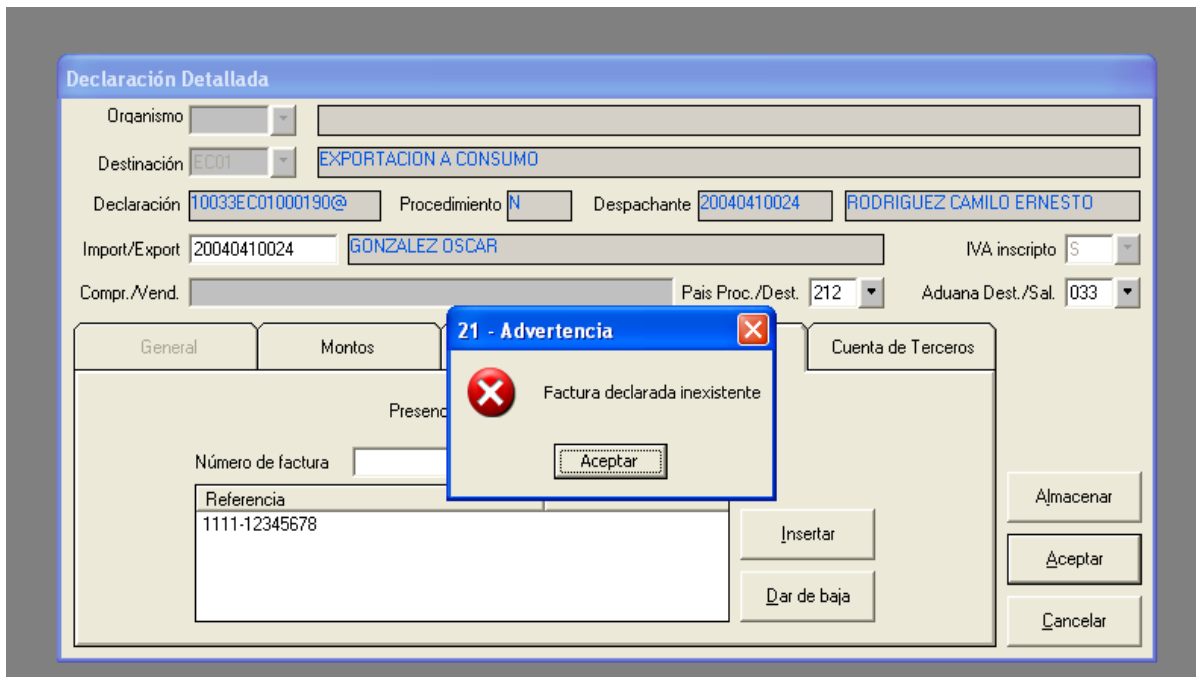 Declaración Detallada
Organismo
Destinación EC01 EXPORTACION A CONSUMO
Declaración 10033EC01000190@ Procedimiento N Despachante 20040410024 RODRIGUEZ CAMILO ERNESTO
Import/Export 20040410024 GONZALEZ OSCAR IVA inscripto S
Compr./Vend. Pais Proc./Dest. 212 Aduana Dest./Sal. 033
21 - Advertencia
General Montos Cuenta de Terceros
Factura declarada inexistente
Número de factura
Aceptar
Referencia
1111-12345678
Insertar
Dar de baja
Almacenar
Aceptar
Cancelar